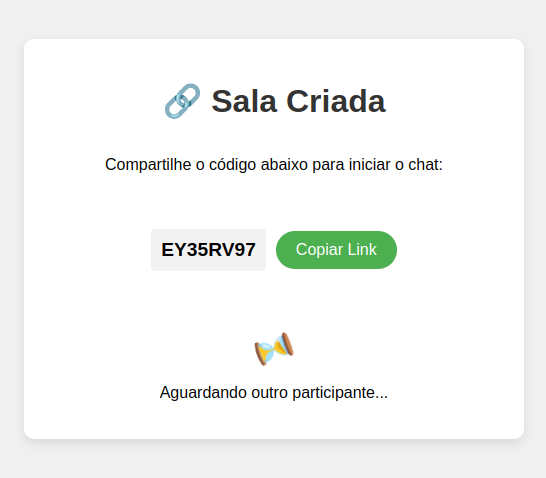 🔗 Sala Criada
Compartilhe o código abaixo para iniciar o chat:
EY35RV97 Copiar Link
Aguardando outro participante...